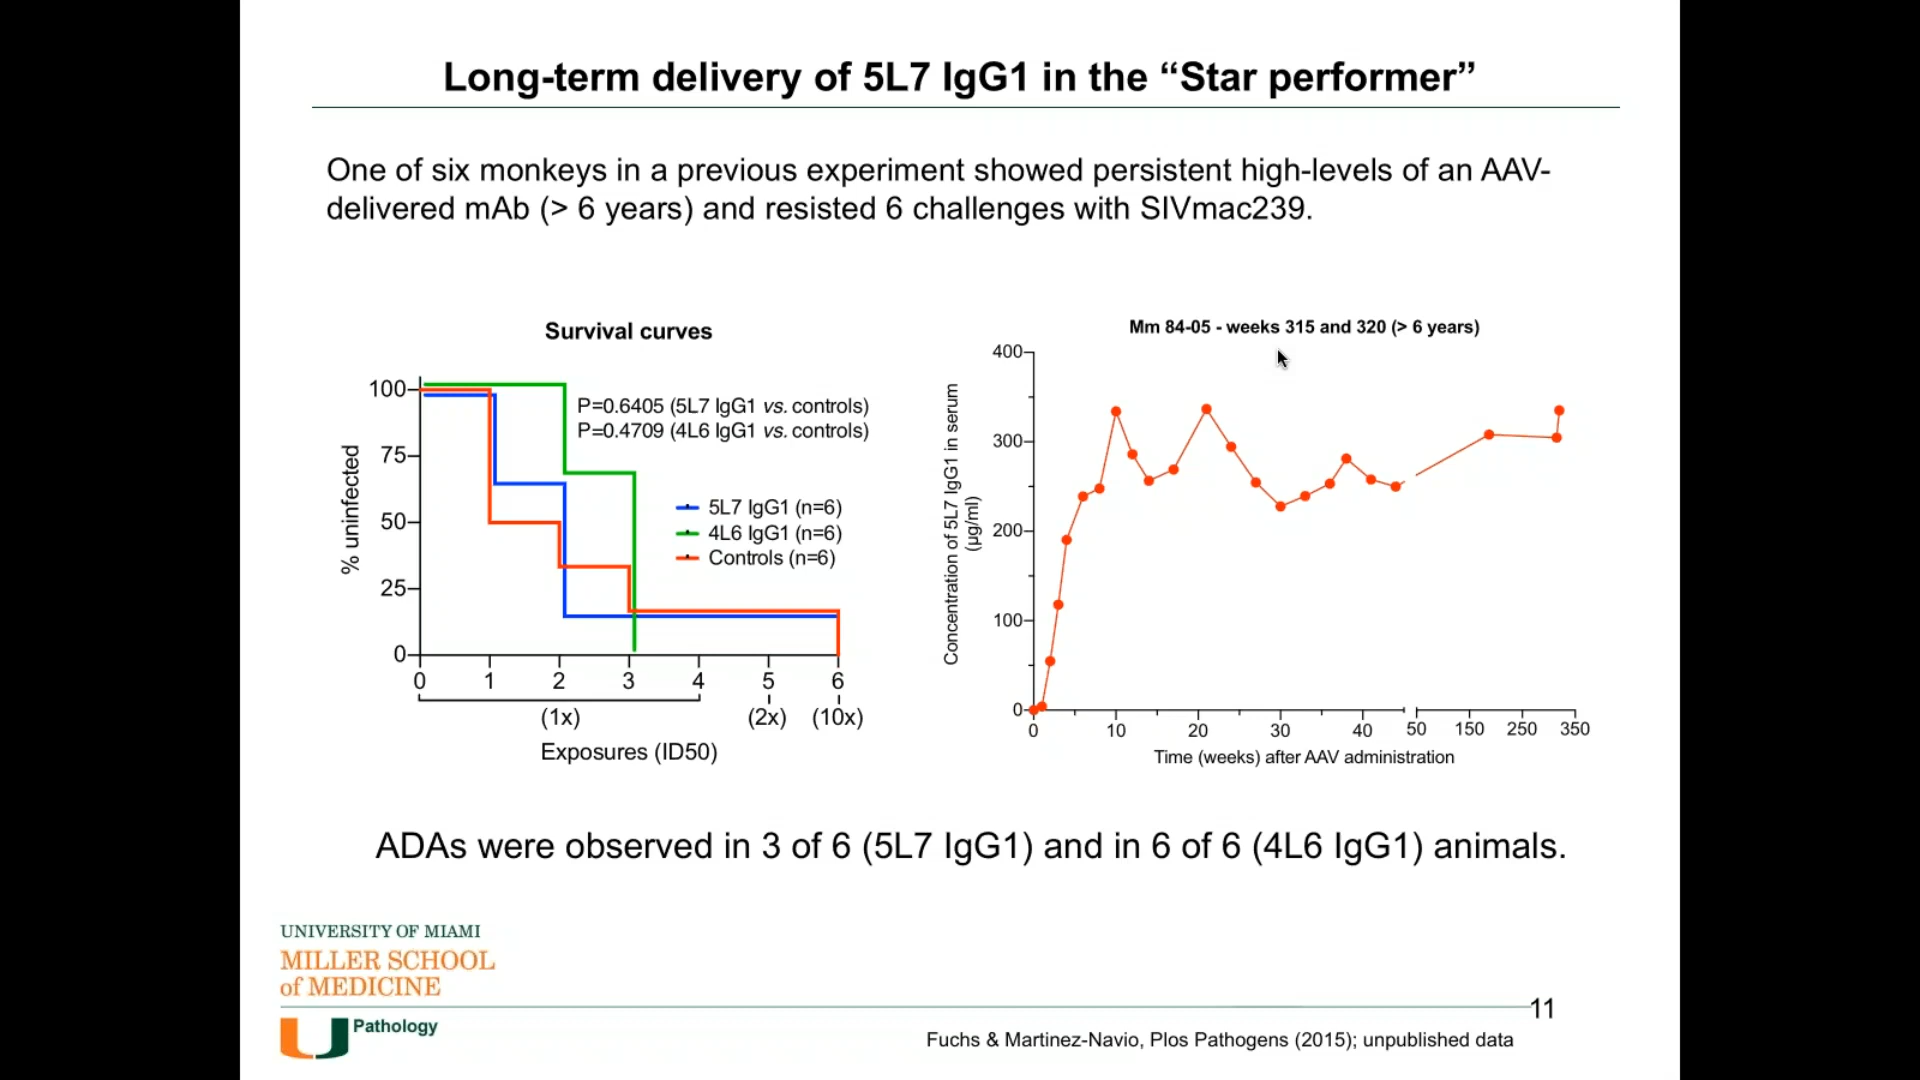 Long-term delivery of 5L7 IgG1 in the “Star performer”
One of six monkeys in a previous experiment showed persistent high-levels of an AAV-
delivered mAb (> 6 years) and resisted 6 challenges with SIVmac239.
Survival curves
% uninfected
100
75
50
25
0
P=0.6405 (5L7 IgG1 vs. controls)
P=0.4709 (4L6 IgG1 vs. controls)
5L7 IgG1 (n=6)
4L6 IgG1 (n=6)
Controls (n=6)
0 1 2 3 4 5 6
(1x) (2x) (10x)
Exposures (ID50)
Mm 84-05 - weeks 315 and 320 (> 6 years)
Concentration of 5L7 IgG1 in serum
(µg/ml)
400
300
200
100
0
0 10 20 30 40 50 150 250 350
Time (weeks) after AAV administration
ADAs were observed in 3 of 6 (5L7 IgG1) and in 6 of 6 (4L6 IgG1) animals.
UNIVERSITY OF MIAMI
MILLER SCHOOL
of MEDICINE
Pathology
11
Fuchs & Martinez-Navio, Plos Pathogens (2015); unpublished data